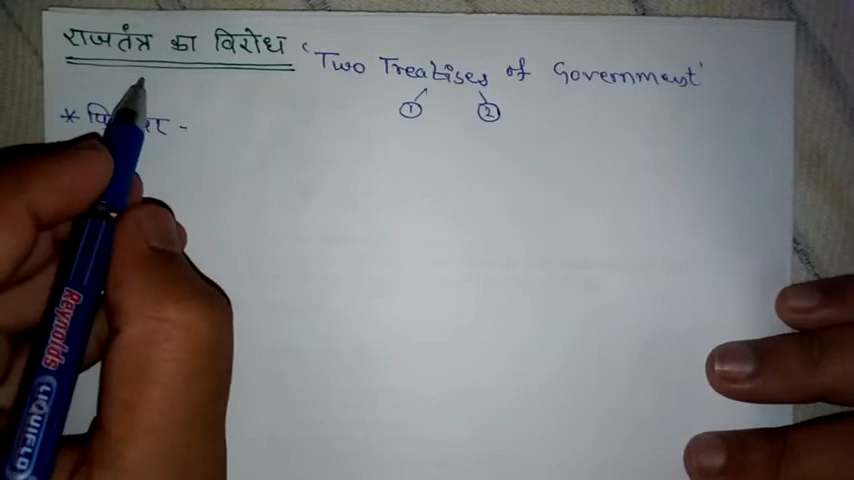 राजतंत्र का विरोध 'Two Treatises of Government'
① ②
* -
Reynolds
LIQUIFLO